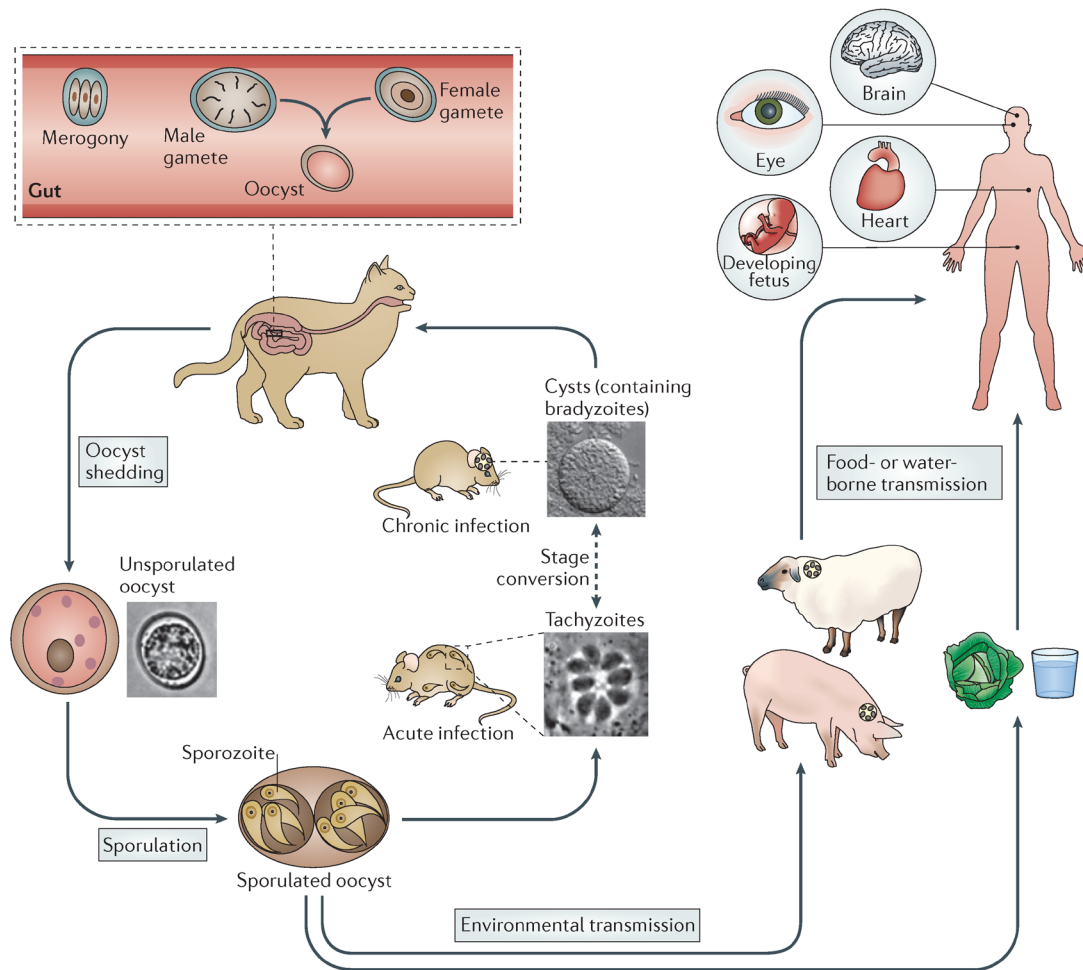 Merogony
Male
gamete
Female
gamete
Oocyst
Gut
Brain
Eye
Heart
Developing
fetus
Oocyst
shedding
Cysts (containing
bradyzoites)
Chronic infection
Food- or water-
borne transmission
Unsporulated
oocyst
Stage
conversion
Tachyzoites
Acute infection
Sporozoite
Sporulation
Sporulated oocyst
Environmental transmission